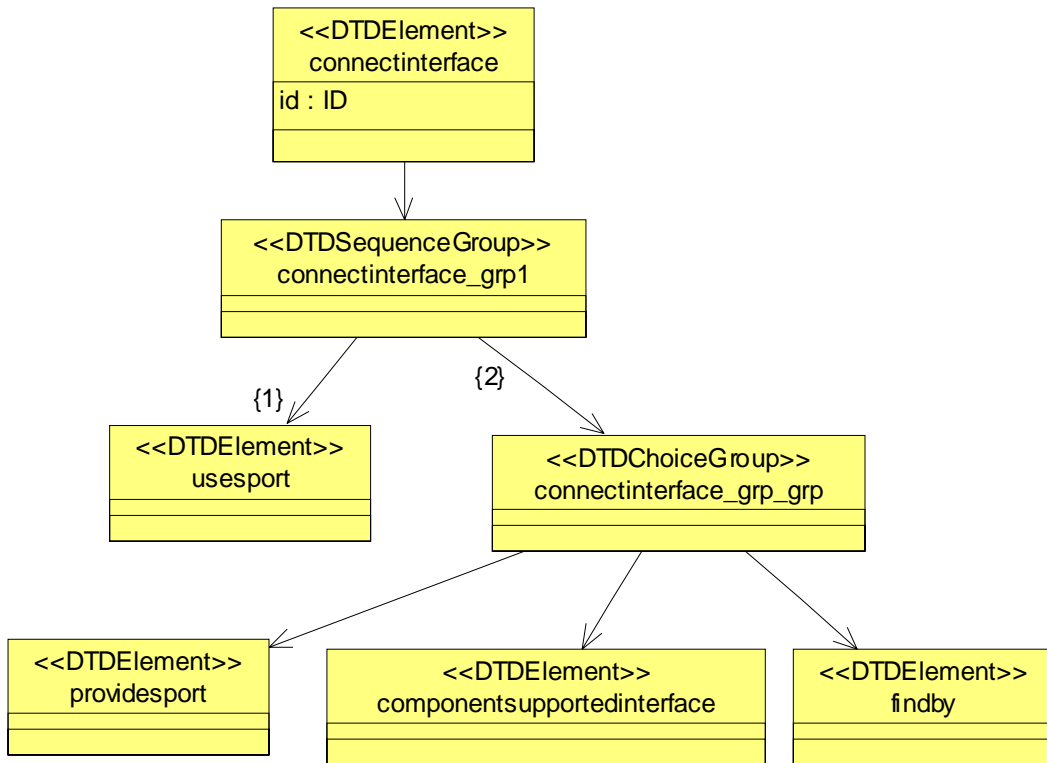 <<DTDElement>>
connectinterface
id : ID
<<DTDSequenceGroup>>
connectinterface_grp1
{1}
{2}
<<DTDElement>>
usesport
<<DTDChoiceGroup>>
connectinterface_grp_grp
<<DTDElement>>
providesport
<<DTDElement>>
componentsupportedinterface
<<DTDElement>>
findby